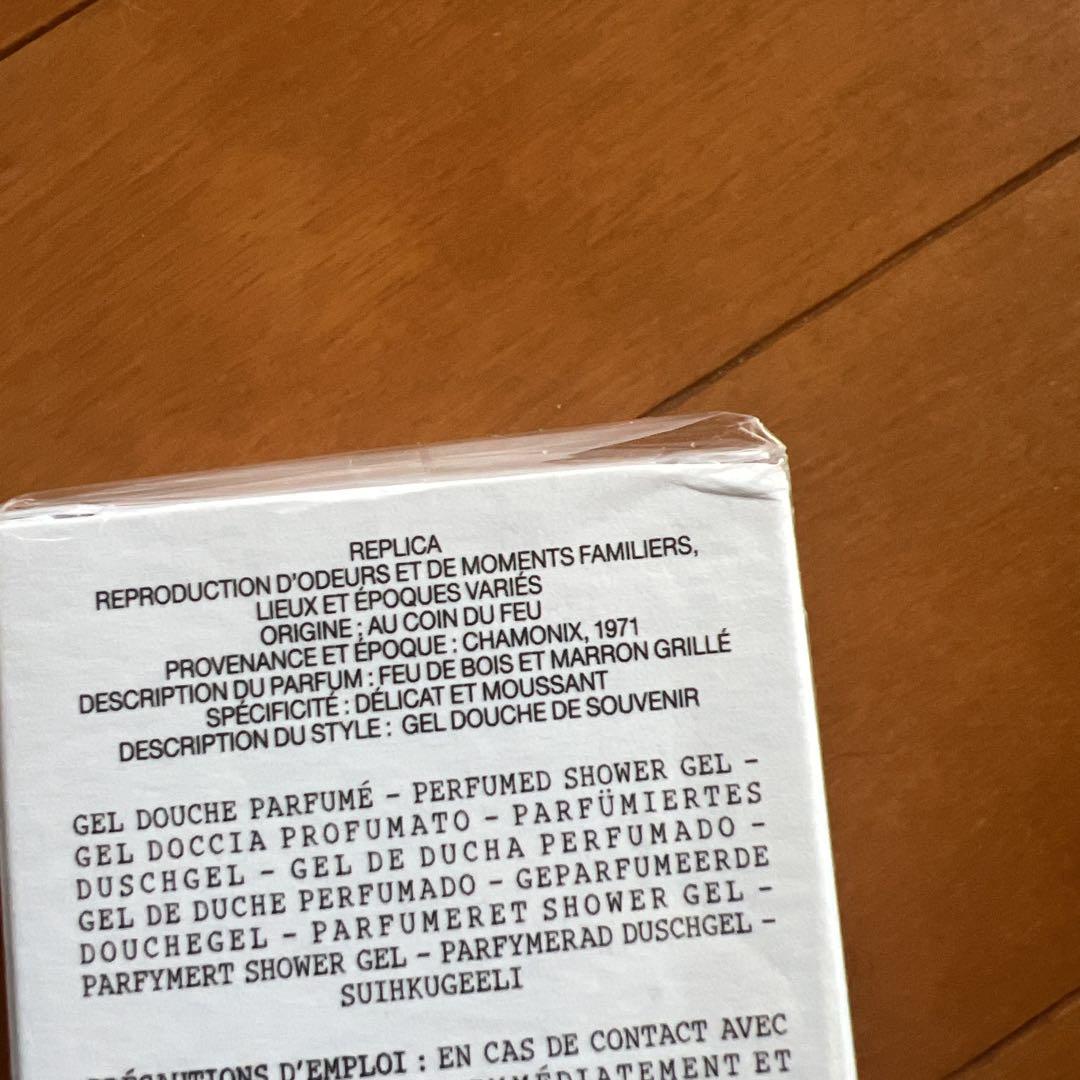 REPLICA
REPRODUCTION D'ODEURS ET DE MOMENTS FAMILIERS,
LIEUX ET ÉPOQUES VARIÉS
ORIGINE : AU COIN DU FEU
PROVENANCE ET ÉPOQUE : CHAMONIX, 1971
DESCRIPTION DU PARFUM : FEU DE BOIS ET MARRON GRILLÉ
SPÉCIFICITÉ : DÉLICAT ET MOUSSANT
DESCRIPTION DU STYLE : GEL DOUCHE DE SOUVENIR
GEL DOUCHE PARFUMÉ - PERFUMED SHOWER GEL -
GEL DOCCIA PROFUMATO - PARFÜMIERTES
DUSCHGEL - GEL DE DUCHA PERFUMADO -
GEL DE DUCHE PERFUMADO - GEPARFUMEERDE
DOUCHEGEL - PARFUMERET SHOWER GEL -
PARFYMERT SHOWER GEL - PARFYMERAD DUSCHGEL -
SUIHKUGEELI
PRÉCAUTIONS D'EMPLOI : EN CAS DE CONTACT AVEC
IMMÉDIATEMENT ET